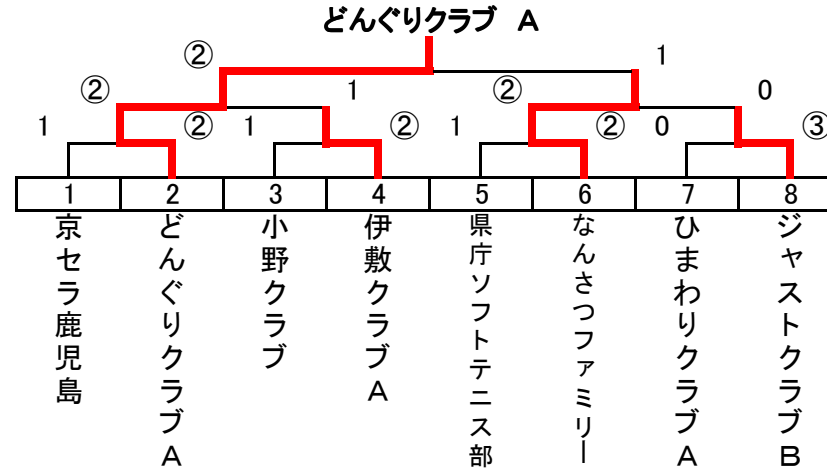 どんぐりクラブ A
② 1
② 1 ② 0
1 ② 1 ② 1 ② 0 ③
1 2 3 4 5 6 7 8
京セラ鹿児島
どんぐりクラブA
小野クラブ
伊敷クラブA
県庁ソフトテニス部
なんさつファミリー
ひまわりクラブA
ジャストクラブB